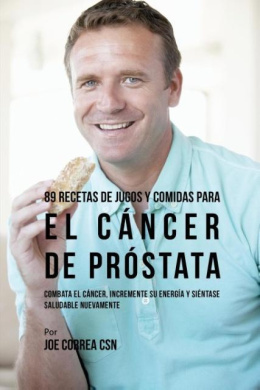 89 RECETAS DE JUGOS Y COMIDAS PARA
EL CÁNCER
DE PRÓSTATA
COMBATA EL CÁNCER, INCREMENTE SU ENERGÍA Y SIÉNTASE
SALUDABLE NUEVAMENTE
Por
JOE CORREA CSN